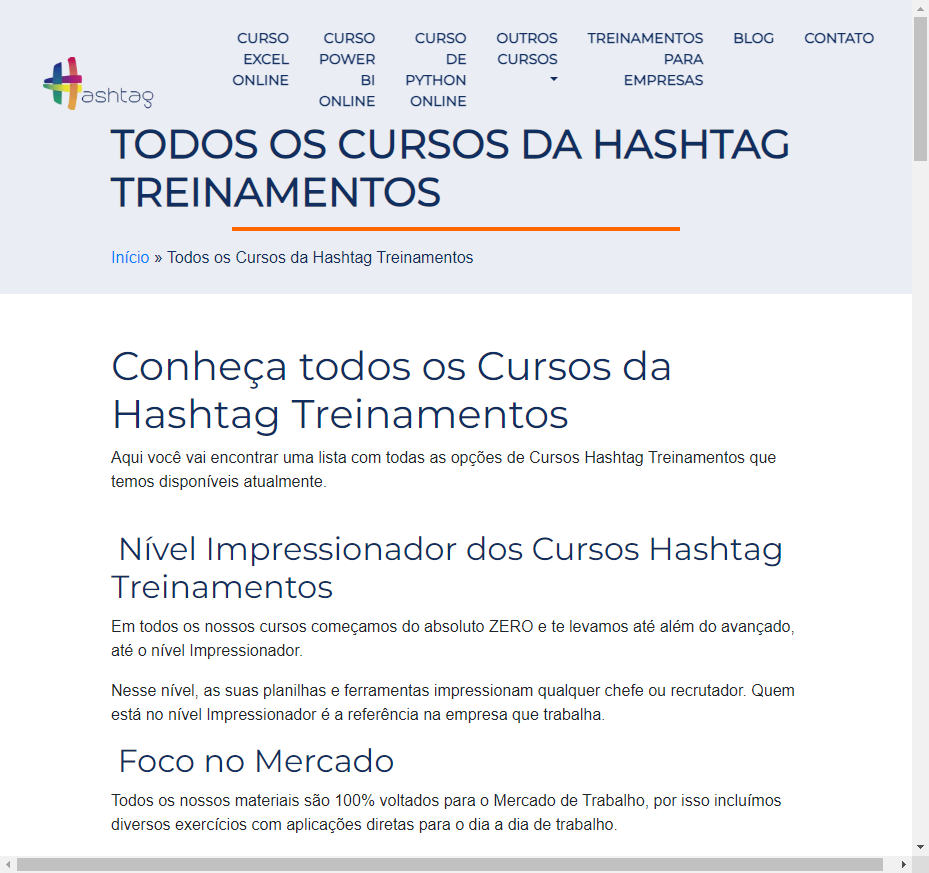 ashtag
CURSO EXCEL ONLINE
CURSO POWER BI ONLINE
CURSO DE PYTHON ONLINE
OUTROS CURSOS
TREINAMENTOS PARA EMPRESAS
BLOG
CONTATO
TODOS OS CURSOS DA HASHTAG
TREINAMENTOS
Início » Todos os Cursos da Hashtag Treinamentos
Conheça todos os Cursos da
Hashtag Treinamentos
Aqui você vai encontrar uma lista com todas as opções de Cursos Hashtag Treinamentos que
temos disponíveis atualmente.
Nível Impressionador dos Cursos Hashtag
Treinamentos
Em todos os nossos cursos começamos do absoluto ZERO e te levamos até além do avançado,
até o nível Impressionador.
Nesse nível, as suas planilhas e ferramentas impressionam qualquer chefe ou recrutador. Quem
está no nível Impressionador é a referência na empresa que trabalha.
Foco no Mercado
Todos os nossos materiais são 100% voltados para o Mercado de Trabalho, por isso incluímos
diversos exercícios com aplicações diretas para o dia a dia de trabalho.